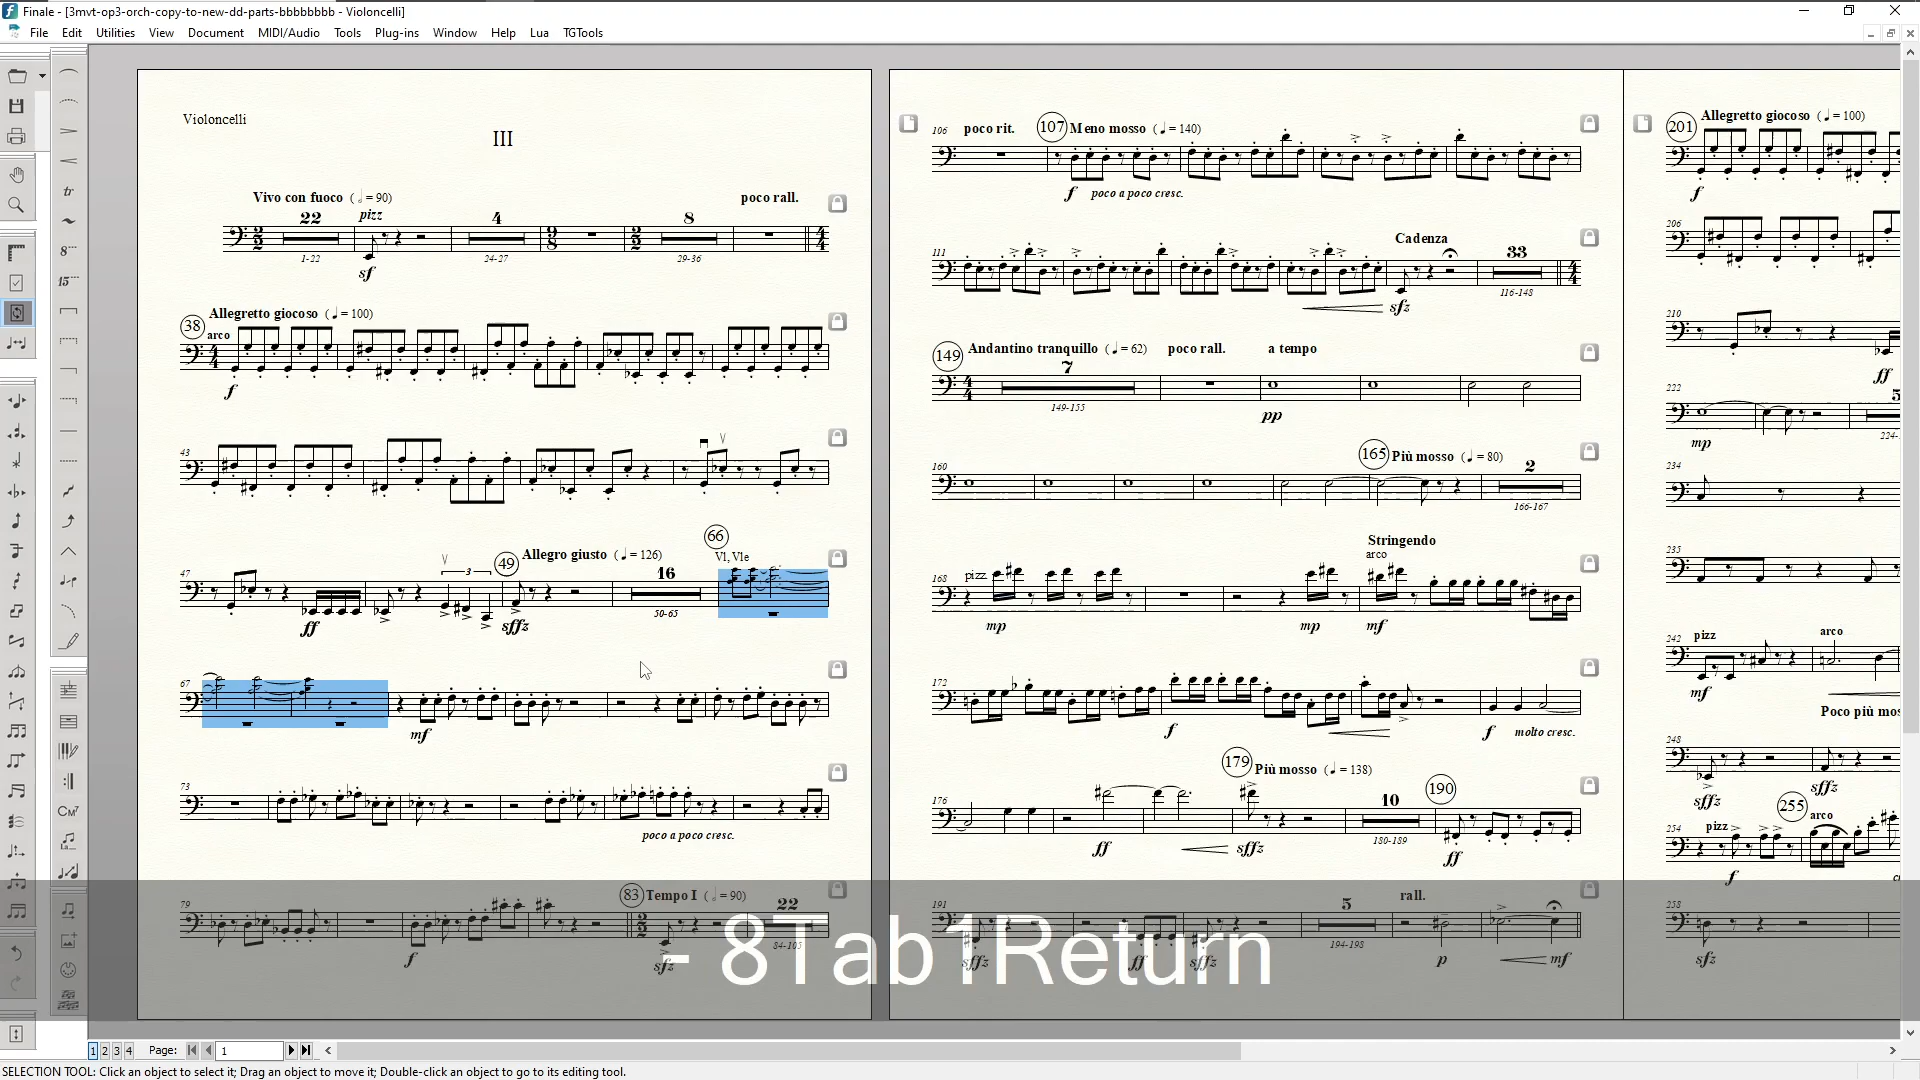 Finale - [3mvt-op3-orch-copy-to-new-dd-parts-bbbbbbbb - Violoncelli]
File Edit Utilities View Document MIDI/Audio Tools Plug-ins Window Help Lua TGTools
Violoncelli
III
Vivo con fuoco (𝅗𝅥 = 90) poco rall.
22 pizz 4 8
1-22 24-27 29-36
sf
38 Allegretto giocoso (♩ = 100)
arco
f
43
66
49 Allegro giusto (♩ = 126) Vl, Vle
47 3 16
50-65
ff sffz
67
mf
73
poco a poco cresc.
83 Tempo I (𝅗𝅥 = 90)
79 22
84-105
f sfz
106 poco rit. 107 Meno mosso (♩ = 140)
f poco a poco cresc.
Cadenza
111 33
116-148
sfz
149 Andantino tranquillo (♩ = 62) poco rall. a tempo
7
149-155
pp
165 Più mosso (♩ = 80)
160 2
166-167
Stringendo
arco
168 pizz
mp mp mf
172
f f molto cresc.
179 Più mosso (♩ = 138) 190
176 10
180-189
ff sffz ff
rall.
191 5
194-198
sffz ff sffz p mf
201 Allegretto giocoso (♩ = 100)
f
206
210
ff
222 5
224-
mp
234
235
242 pizz arco
mf
Poco più mos
248
sffz sffz
255
254 pizz arco
f
258
sfz
- 8Tab1Return
1 2 3 4 Page: 1
SELECTION TOOL: Click an object to select it; Drag an object to move it; Double-click an object to go to its editing tool.
tr
8
15
CM7